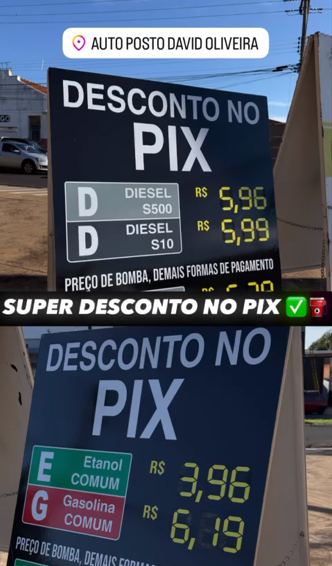 AUTO POSTO DAVID OLIVEIRA
DESCONTO NO
PIX
D DIESEL S500 R$ 5,96
D DIESEL S10 R$ 5,99
PREÇO DE BOMBA, DEMAIS FORMAS DE PAGAMENTO
SUPER DESCONTO NO PIX ✅
DESCONTO NO
PIX
E Etanol COMUM R$ 3,96
G Gasolina COMUM R$ 6,19
PREÇO DE BOMBA, DEMAIS FORMAS